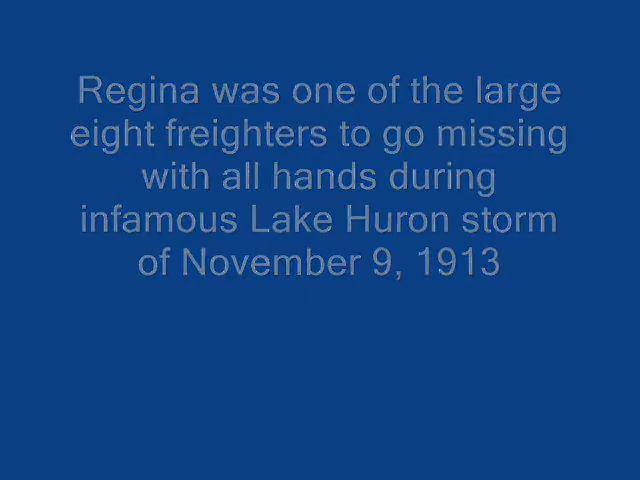 Regina was one of the large
eight freighters to go missing
with all hands during
infamous Lake Huron storm
of November 9, 1913